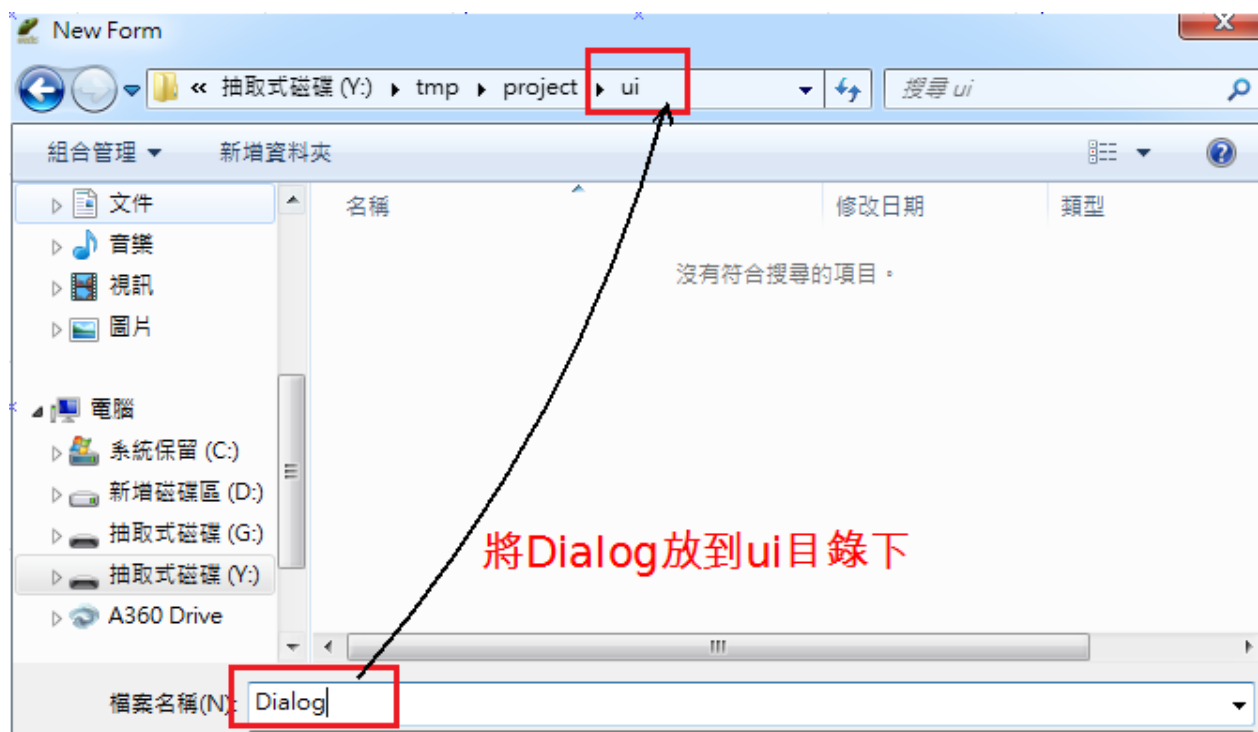 New Form
« 抽取式磁碟 (Y:) ▸ tmp ▸ project ▸ ui
搜尋 ui
組合管理 ▼ 新增資料夾
文件
音樂
視訊
圖片
電腦
系統保留 (C:)
新增磁碟區 (D:)
抽取式磁碟 (G:)
抽取式磁碟 (Y:)
A360 Drive
名稱 修改日期 類型
沒有符合搜尋的項目。
將Dialog放到ui目錄下
檔案名稱(N): Dialog